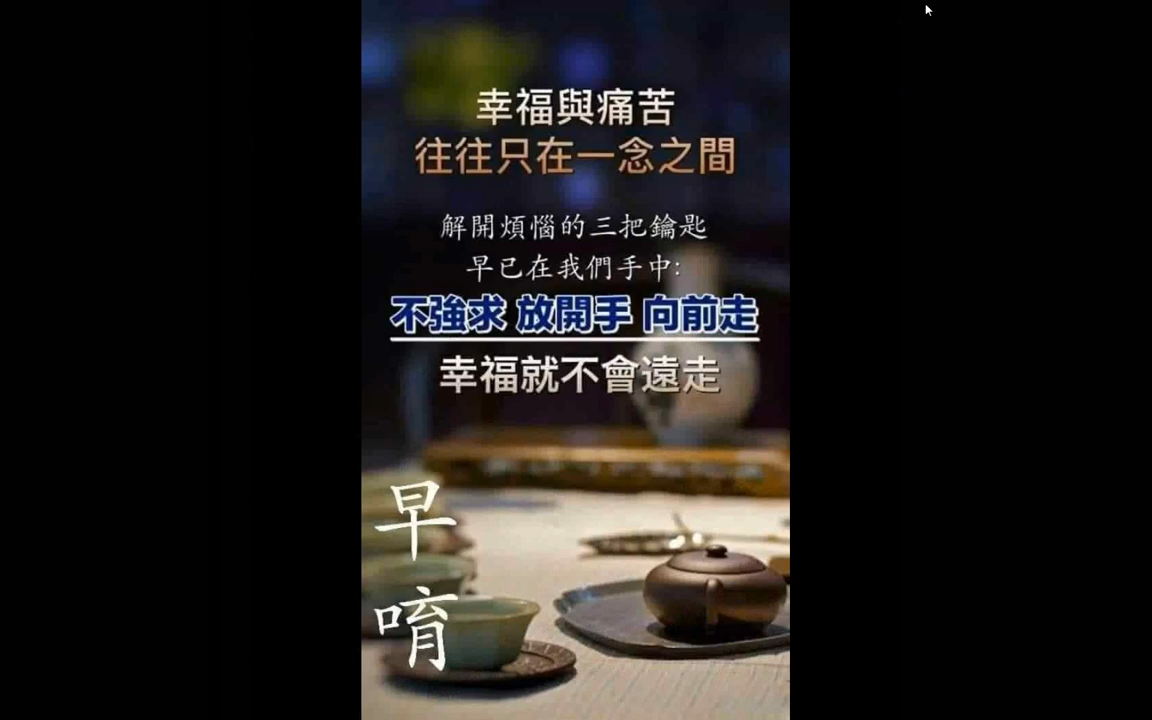 幸福與痛苦
往往只在一念之間
解開煩惱的三把鑰匙
早已在我們手中:
不強求 放開手 向前走
幸福就不會遠走
早
唷